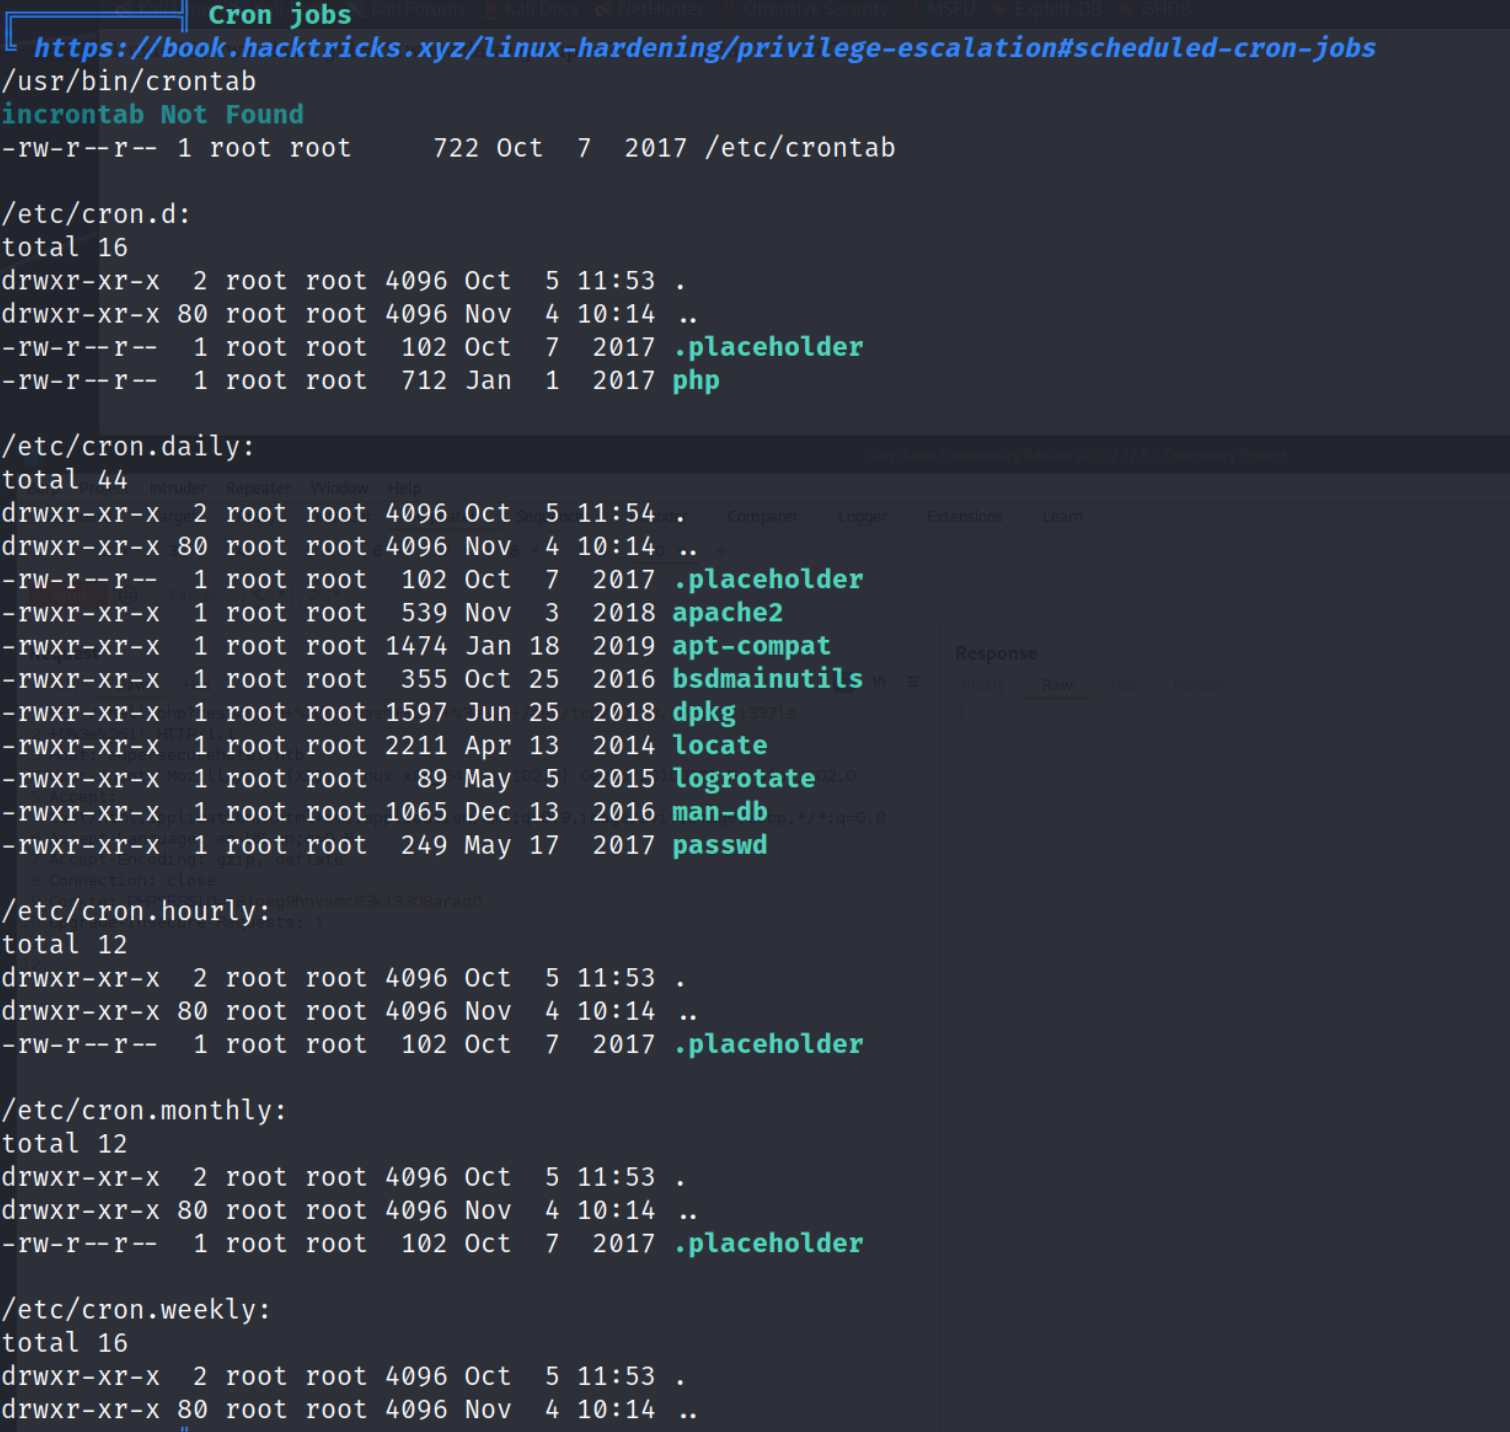 Cron jobs
https://book.hacktricks.xyz/linux-hardening/privilege-escalation#scheduled-cron-jobs
/usr/bin/crontab
incrontab Not Found
-rw-r--r-- 1 root root     722 Oct  7  2017 /etc/crontab
/etc/cron.d:
total 16
drwxr-xr-x  2 root root 4096 Oct  5 11:53 .
drwxr-xr-x 80 root root 4096 Nov  4 10:14 ..
-rw-r--r--  1 root root  102 Oct  7  2017 .placeholder
-rw-r--r--  1 root root  712 Jan  1  2017 php
/etc/cron.daily:
total 44
drwxr-xr-x  2 root root 4096 Oct  5 11:54 .
drwxr-xr-x 80 root root 4096 Nov  4 10:14 ..
-rw-r--r--  1 root root  102 Oct  7  2017 .placeholder
-rwxr-xr-x  1 root root  539 Nov  3  2018 apache2
-rwxr-xr-x  1 root root 1474 Jan 18  2019 apt-compat
-rwxr-xr-x  1 root root  355 Oct 25  2016 bsdmainutils
-rwxr-xr-x  1 root root 1597 Jun 25  2018 dpkg
-rwxr-xr-x  1 root root 2211 Apr 13  2014 locate
-rwxr-xr-x  1 root root   89 May  5  2015 logrotate
-rwxr-xr-x  1 root root 1065 Dec 13  2016 man-db
-rwxr-xr-x  1 root root  249 May 17  2017 passwd
/etc/cron.hourly:
total 12
drwxr-xr-x  2 root root 4096 Oct  5 11:53 .
drwxr-xr-x 80 root root 4096 Nov  4 10:14 ..
-rw-r--r--  1 root root  102 Oct  7  2017 .placeholder
/etc/cron.monthly:
total 12
drwxr-xr-x  2 root root 4096 Oct  5 11:53 .
drwxr-xr-x 80 root root 4096 Nov  4 10:14 ..
-rw-r--r--  1 root root  102 Oct  7  2017 .placeholder
/etc/cron.weekly:
total 16
drwxr-xr-x  2 root root 4096 Oct  5 11:53 .
drwxr-xr-x 80 root root 4096 Nov  4 10:14 ..